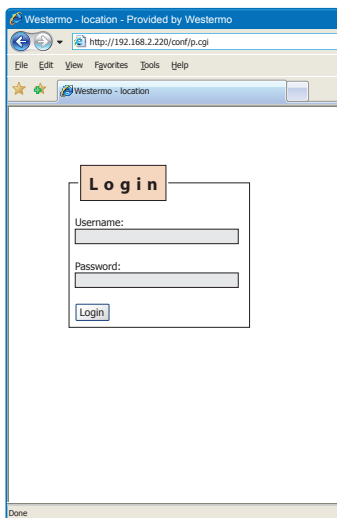 Westermo - location - Provided by Westermo
http://192.168.2.220/conf/p.cgi
File Edit View Favorites Tools Help
Westermo - location
Login
Username:
Password:
Login
Done